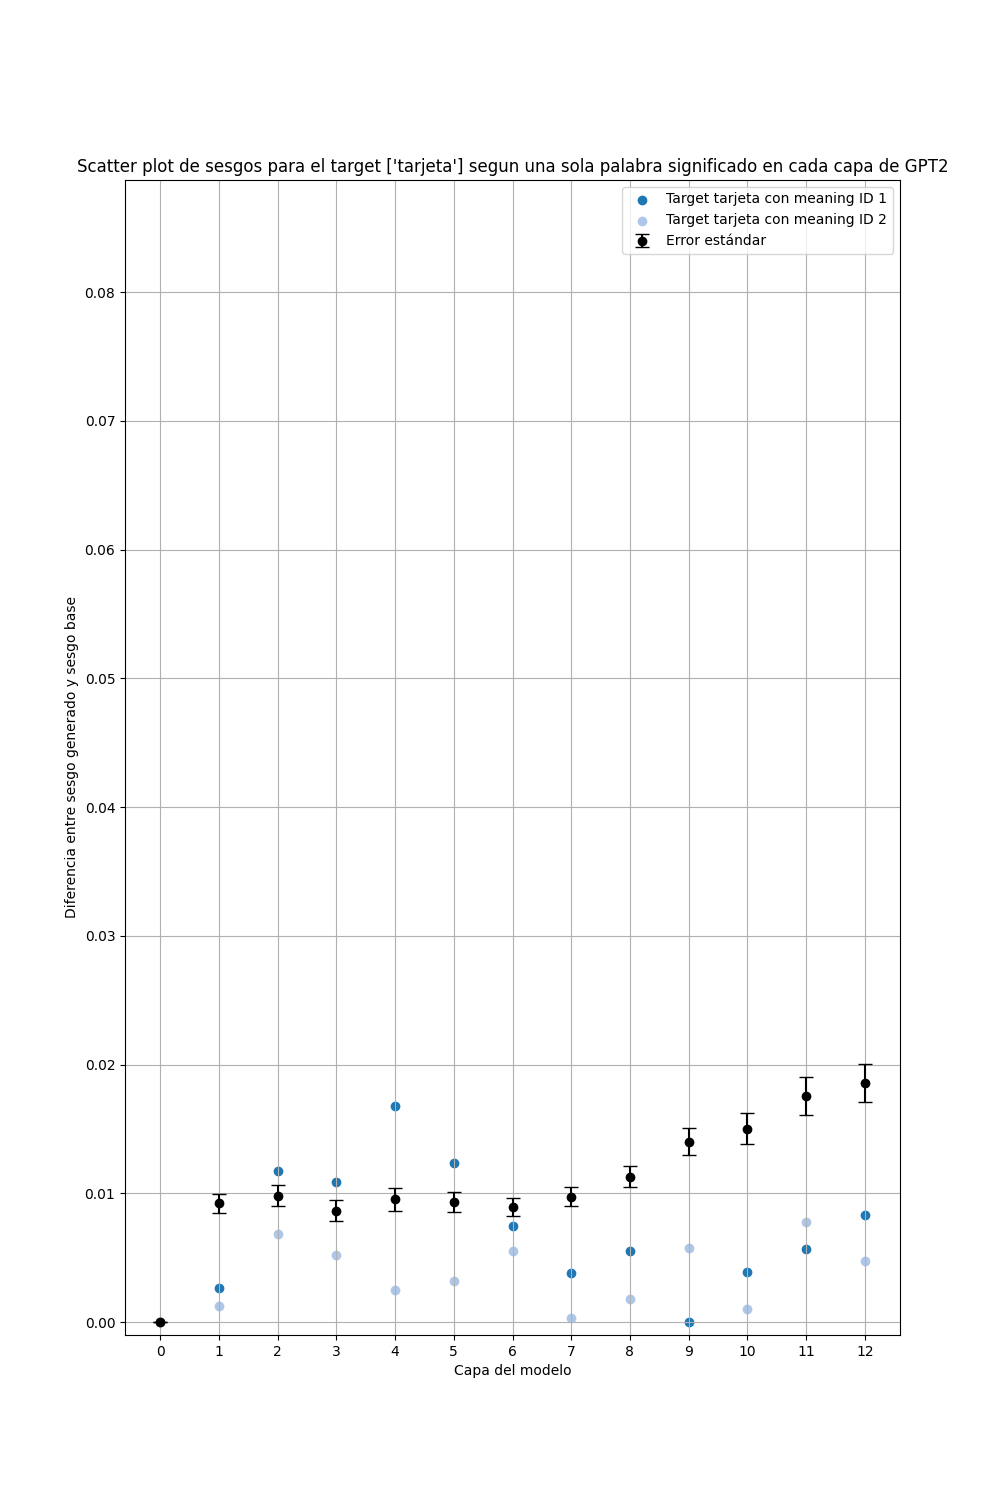 Scatter plot de sesgos para el target ['tarjeta'] segun una sola palabra significado en cada capa de GPT2
Target tarjeta con meaning ID 1
Target tarjeta con meaning ID 2
Error estándar
0.08
0.07
0.06
0.05
0.04
0.03
0.02
0.01
0.00
Diferencia entre sesgo generado y sesgo base
0 1 2 3 4 5 6 7 8 9 10 11 12
Capa del modelo